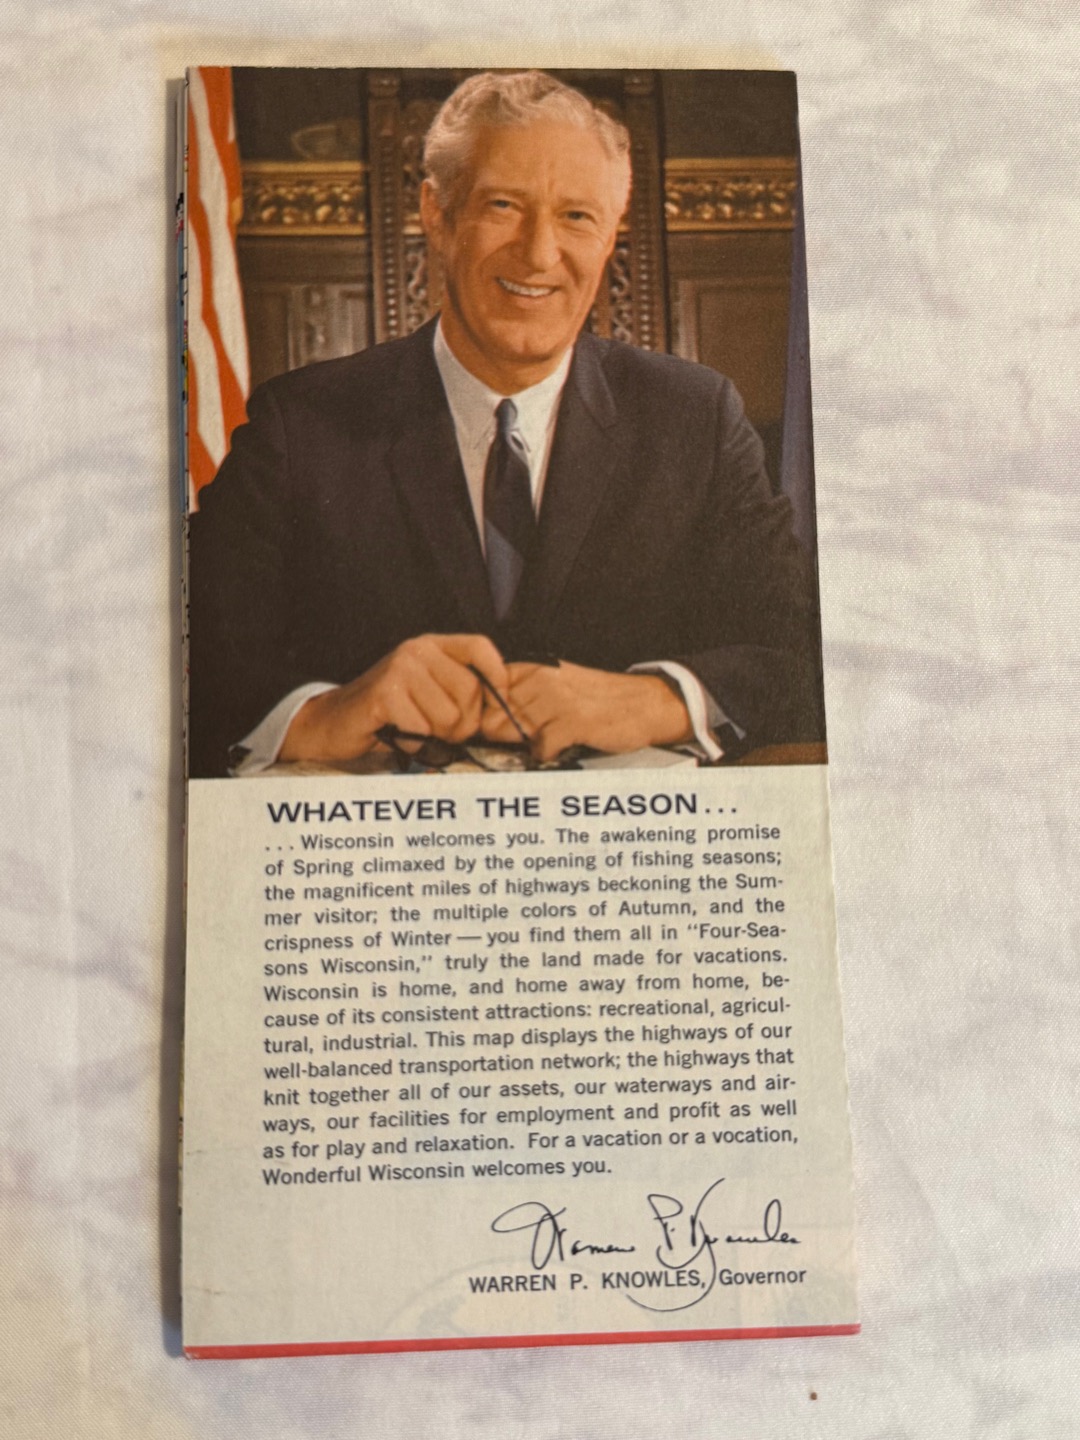 WHATEVER THE SEASON...
...Wisconsin welcomes you. The awakening promise
of Spring climaxed by the opening of fishing seasons;
the magnificent miles of highways beckoning the Sum-
mer visitor; the multiple colors of Autumn, and the
crispness of Winter — you find them all in "Four-Sea-
sons Wisconsin," truly the land made for vacations.
Wisconsin is home, and home away from home, be-
cause of its consistent attractions: recreational, agricul-
tural, industrial. This map displays the highways of our
well-balanced transportation network; the highways that
knit together all of our assets, our waterways and air-
ways, our facilities for employment and profit as well
as for play and relaxation. For a vacation or a vocation,
Wonderful Wisconsin welcomes you.
Warren P. Knowles
WARREN P. KNOWLES, Governor